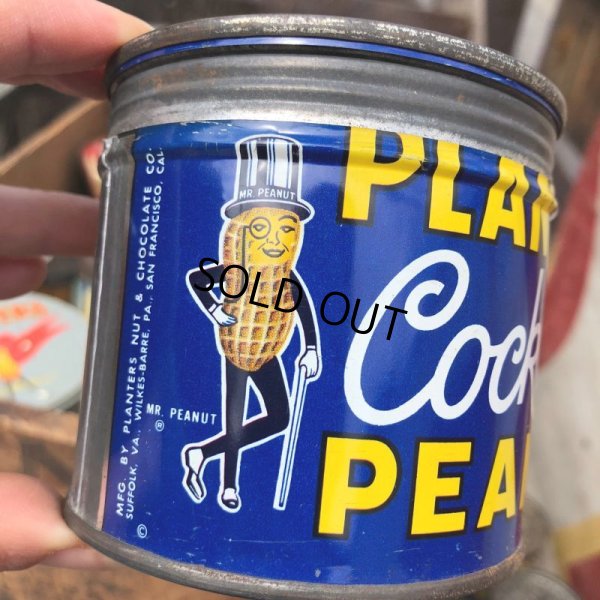 PLAN
MR. PEANUT
Cock
SOLD OUT
MR. PEANUT
®
PEA
MFG. BY PLANTERS NUT & CHOCOLATE CO.
SUFFOLK, VA., WILKES-BARRE, PA., SAN FRANCISCO, CAL.
©